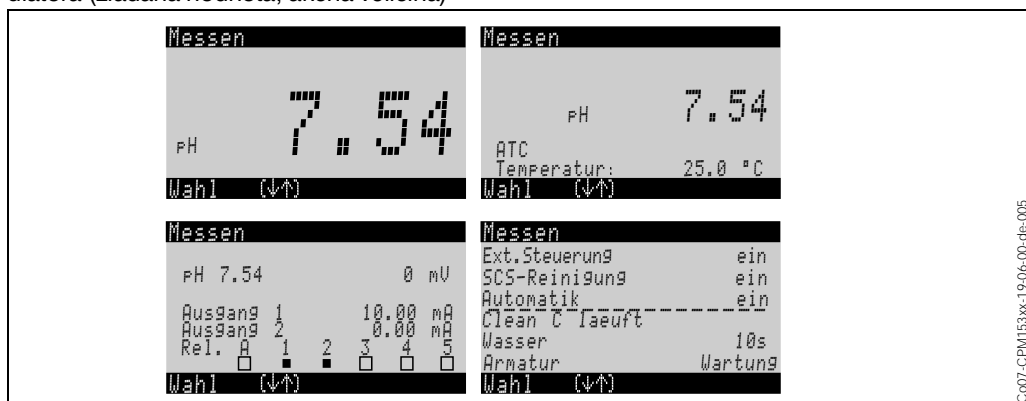 Messen
7.54
pH
Wahl (↓↑)
Messen
pH 7.54
ATC
Temperatur: 25.0 °C
Wahl (↓↑)
Messen
pH 7.54 0 mV
Ausgang 1 10.00 mA
Ausgang 2 0.00 mA
Rel. A 1 2 3 4 5
Wahl (↓↑)
Messen
Ext.Steuerung ein
SCS-Reinigung ein
Automatik ein
Clean C laeuft
Wasser 10s
Armatur Wartung
Wahl (↓↑)
C07-CPM153xx-19-06-00-de-005